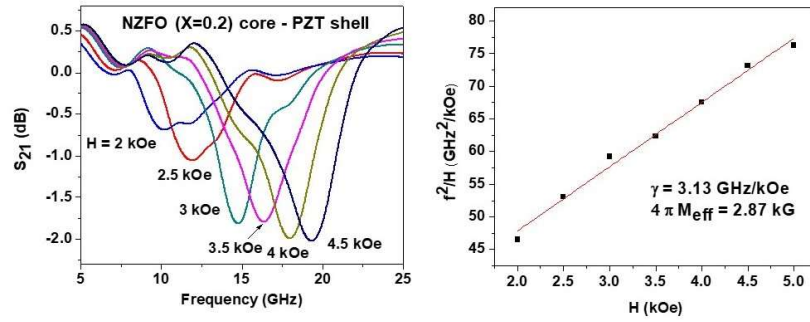 NZFO (X=0.2) core - PZT shell
S21 (dB)
0.5
0.0
-0.5
-1.0
-1.5
-2.0
H = 2 kOe
2.5 kOe
3 kOe
3.5 kOe
4 kOe
4.5 kOe
5 10 15 20 25
Frequency (GHz)
f²/H (GHz²/kOe)
80
75
70
65
60
55
50
45
γ = 3.13 GHz/kOe
4 π Meff = 2.87 kG
2.0 2.5 3.0 3.5 4.0 4.5 5.0
H (kOe)